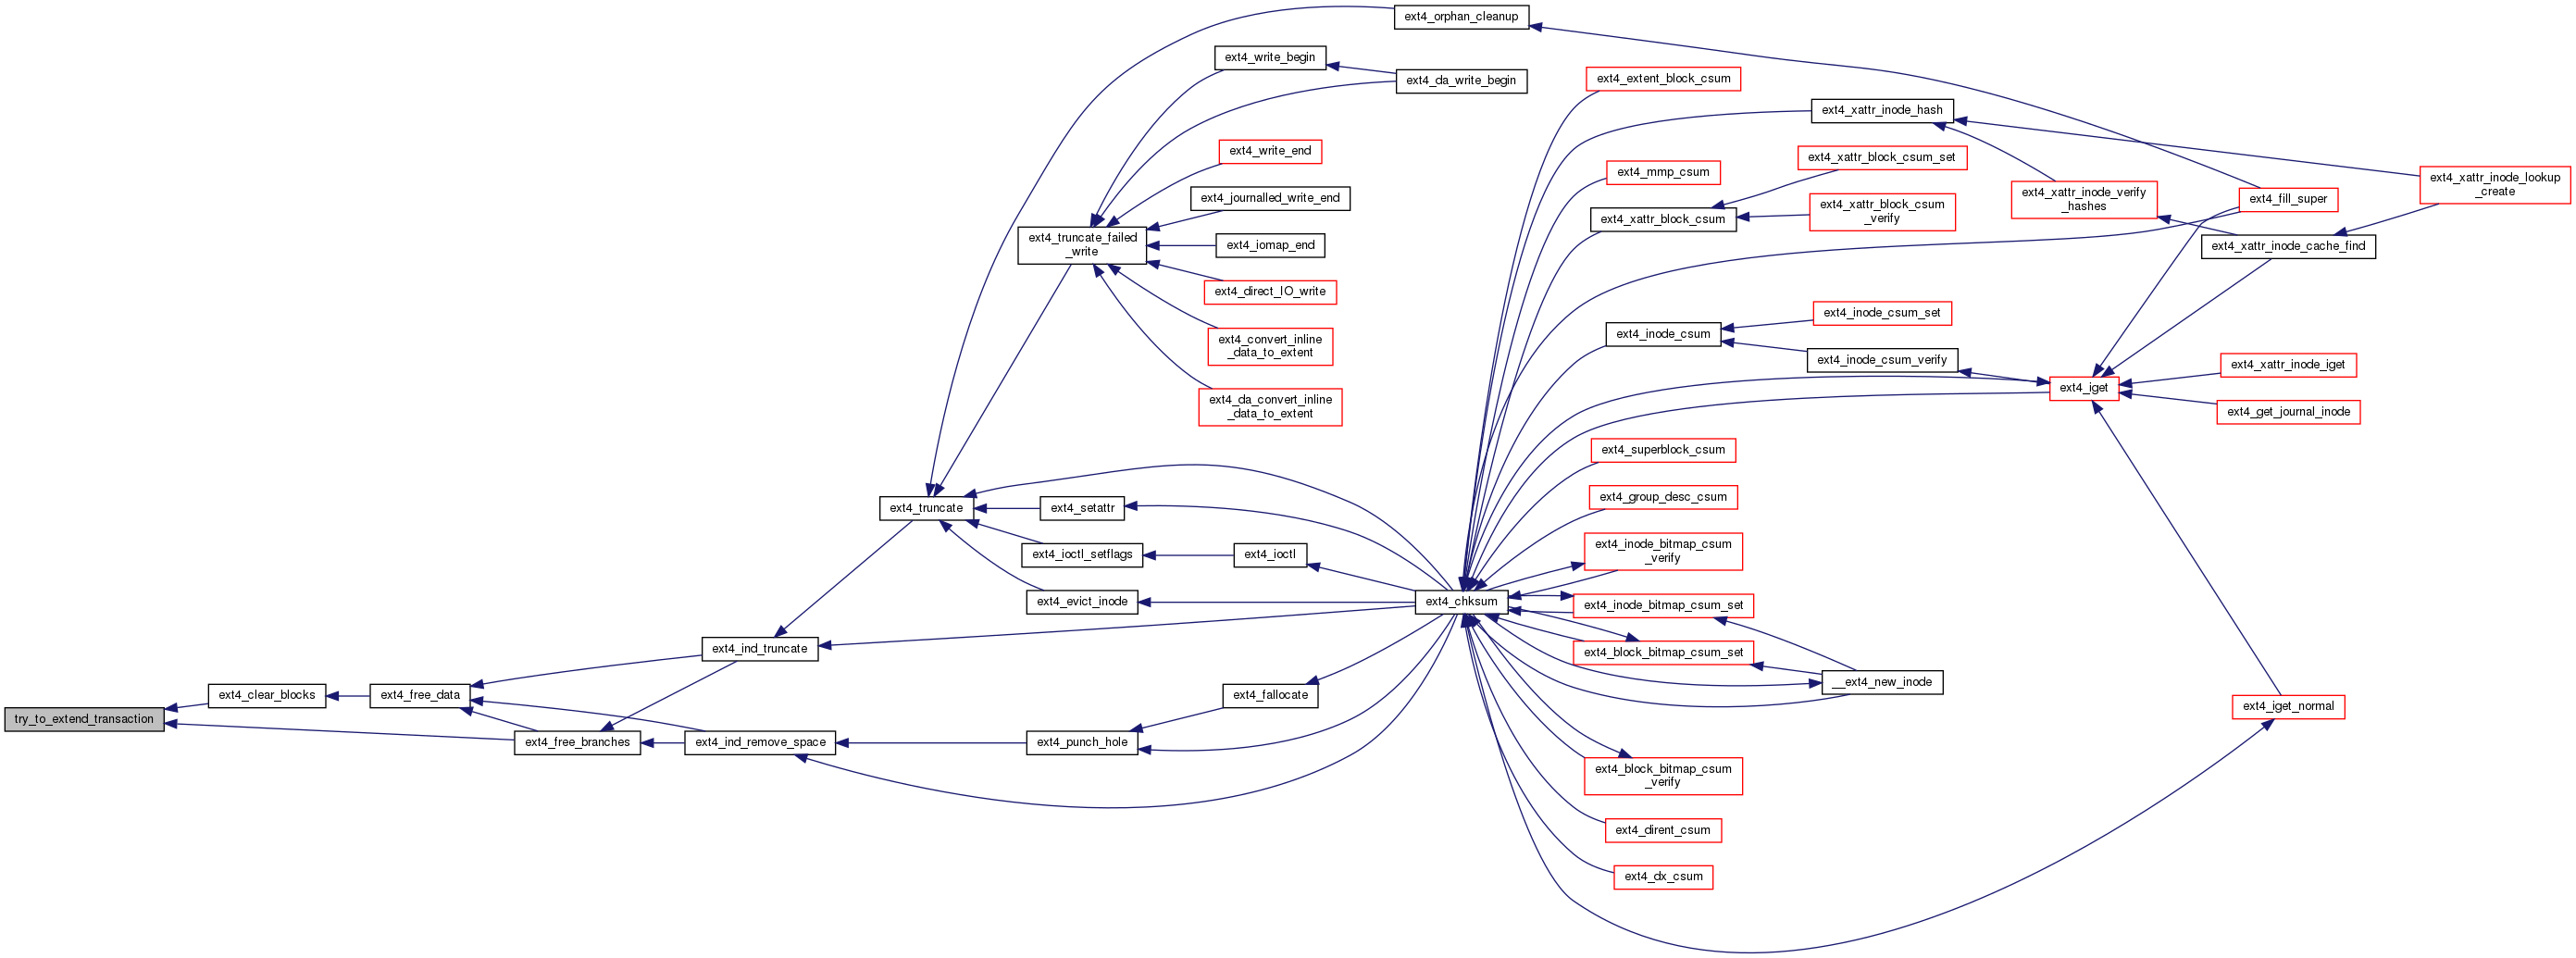 ext4_orphan_cleanup
ext4_write_begin
ext4_da_write_begin
ext4_extent_block_csum
ext4_xattr_inode_hash
ext4_write_end
ext4_mmp_csum
ext4_xattr_block_csum_set
ext4_xattr_inode_verify
_hashes
ext4_xattr_inode_lookup
_create
ext4_fill_super
ext4_journalled_write_end
ext4_xattr_block_csum
ext4_xattr_block_csum
_verify
ext4_truncate_failed
_write
ext4_iomap_end
ext4_xattr_inode_cache_find
ext4_direct_IO_write
ext4_inode_csum_set
ext4_inode_csum
ext4_convert_inline
_data_to_extent
ext4_inode_csum_verify
ext4_xattr_inode_iget
ext4_iget
ext4_da_convert_inline
_data_to_extent
ext4_get_journal_inode
ext4_superblock_csum
ext4_group_desc_csum
ext4_truncate
ext4_setattr
ext4_ioctl_setflags
ext4_ioctl
ext4_inode_bitmap_csum
_verify
ext4_evict_inode
ext4_chksum
ext4_inode_bitmap_csum_set
ext4_ind_truncate
ext4_block_bitmap_csum_set
__ext4_new_inode
ext4_clear_blocks
ext4_free_data
ext4_fallocate
ext4_iget_normal
try_to_extend_transaction
ext4_free_branches
ext4_ind_remove_space
ext4_punch_hole
ext4_block_bitmap_csum
_verify
ext4_dirent_csum
ext4_dx_csum